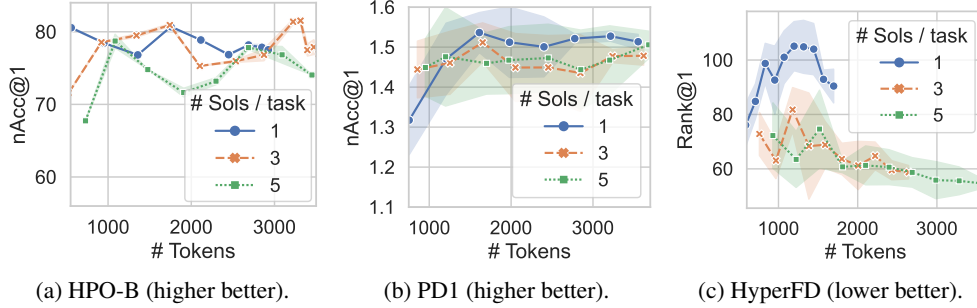 80
70
60
nAcc@1
1000
2000
3000
# Tokens
# Sols / task
1
3
5
(a) HPO-B (higher better).
1.6
1.5
1.4
1.3
1.2
1.1
nAcc@1
1000
2000
3000
# Tokens
# Sols / task
1
3
5
(b) PD1 (higher better).
100
80
60
Rank@1
1000
2000
3000
# Tokens
# Sols / task
1
3
5
(c) HyperFD (lower better).